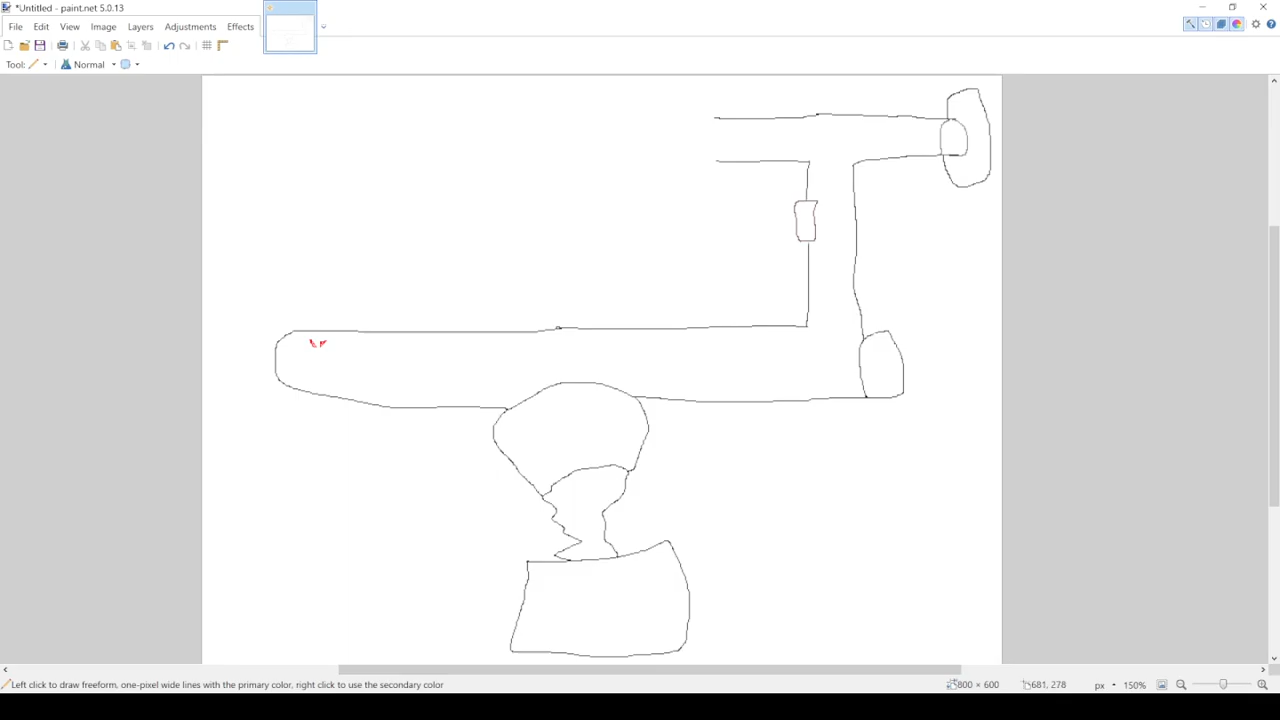 *Untitled - paint.net 5.0.13
File Edit View Image Layers Adjustments Effects
Tool: Normal
Left click to draw freeform, one-pixel wide lines with the primary color, right click to use the secondary color 800 × 600 681, 278 px 150%